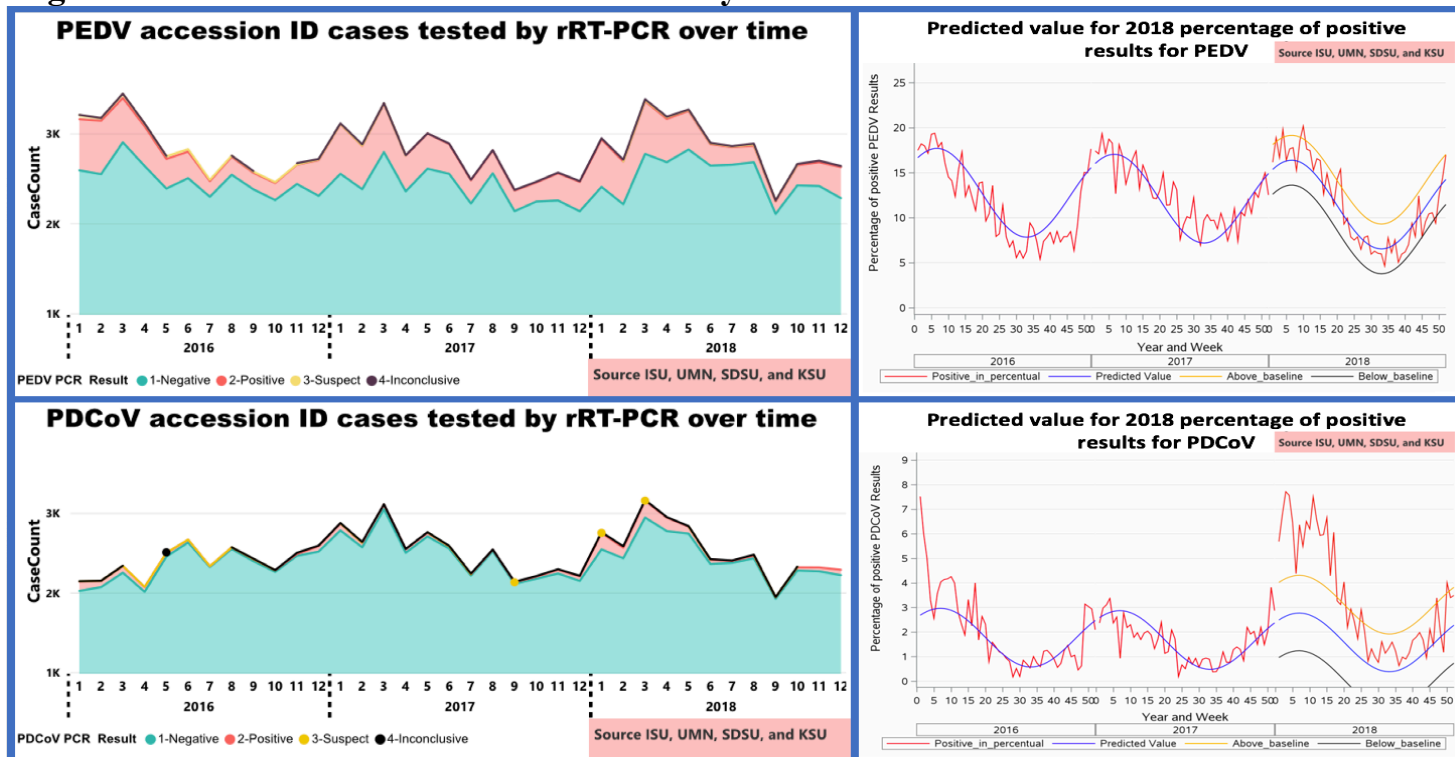 PEDV accession ID cases tested by rRT-PCR over time
CaseCount
3K
2K
1K
1 2 3 4 5 6 7 8 9 10 11 12 1 2 3 4 5 6 7 8 9 10 11 12 1 2 3 4 5 6 7 8 9 10 11 12
2016 2017 2018
PEDV PCR Result 1-Negative 2-Positive 3-Suspect 4-Inconclusive
Source ISU, UMN, SDSU, and KSU
Predicted value for 2018 percentage of positive
results for PEDV
Source ISU, UMN, SDSU, and KSU
Percentage of positive PEDV Results
25
20
15
10
5
0
0 5 10 15 20 25 30 35 40 45 50 0 5 10 15 20 25 30 35 40 45 50 0 5 10 15 20 25 30 35 40 45 50
Year and Week
2016 2017 2018
Positive_in_percentual Predicted Value Above_baseline Below_baseline
PDCoV accession ID cases tested by rRT-PCR over time
CaseCount
3K
2K
1K
1 2 3 4 5 6 7 8 9 10 11 12 1 2 3 4 5 6 7 8 9 10 11 12 1 2 3 4 5 6 7 8 9 10 11 12
2016 2017 2018
PDCoV PCR Result 1-Negative 2-Positive 3-Suspect 4-Inconclusive
Source ISU, UMN, SDSU, and KSU
Predicted value for 2018 percentage of positive
results for PDCoV
Source ISU, UMN, SDSU, and KSU
Percentage of positive PDCoV Results
9
8
7
6
5
4
3
2
1
0
0 5 10 15 20 25 30 35 40 45 50 0 5 10 15 20 25 30 35 40 45 50 0 5 10 15 20 25 30 35 40 45 50
Year and Week
2016 2017 2018
Positive_in_percentual Predicted Value Above_baseline Below_baseline